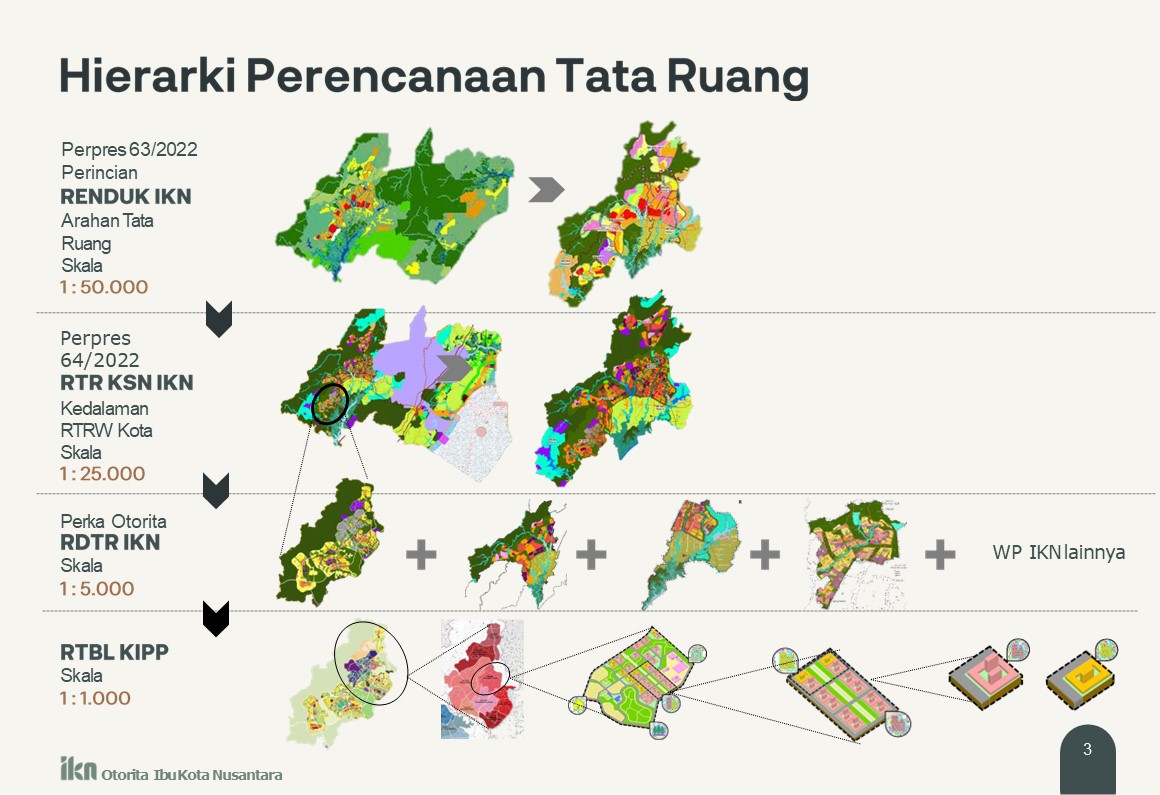 Hierarki Perencanaan Tata Ruang
Perpres 63/2022
Perincian
RENDUK IKN
Arahan Tata
Ruang
Skala
1 : 50.000
Perpres
64/2022
RTR KSN IKN
Kedalaman
RTRW Kota
Skala
1 : 25.000
Perka Otorita
RDTR IKN
Skala
1 : 5.000
WP IKN lainnya
RTBL KIPP
Skala
1 : 1.000
ikn Otorita Ibu Kota Nusantara
3